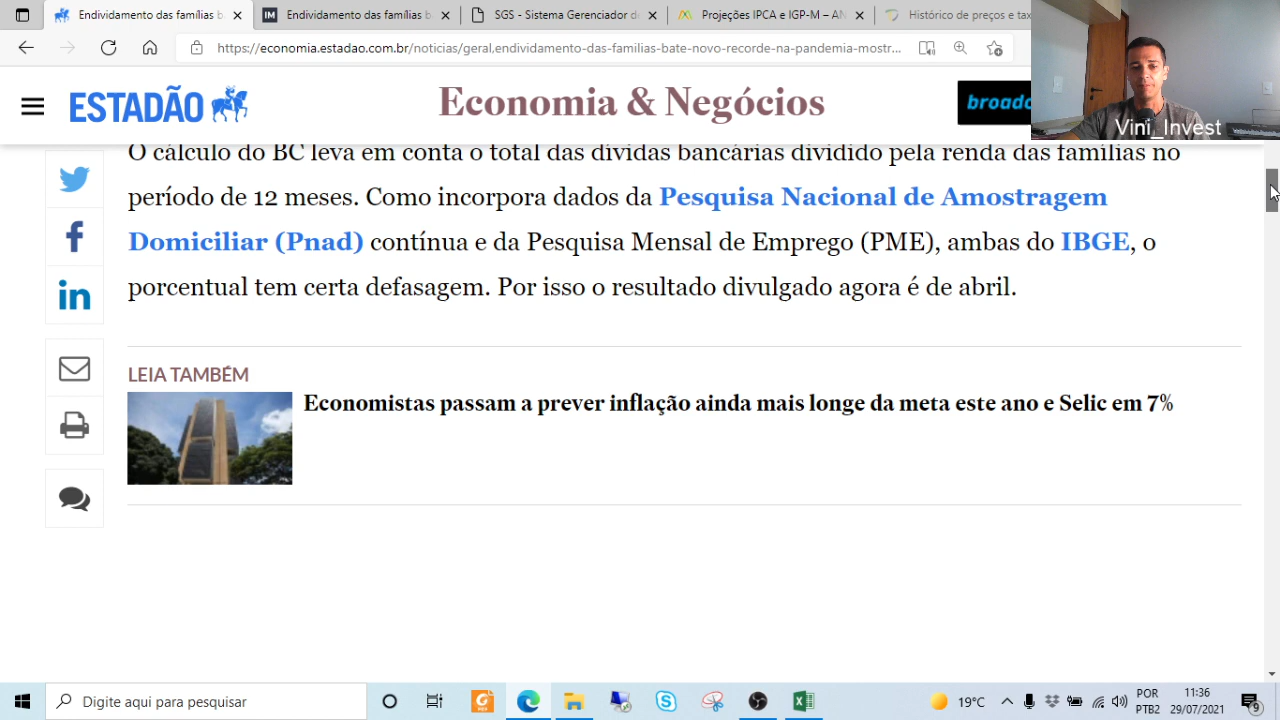 Endividamento das famílias b
Endividamento das famílias b
SGS - Sistema Gerenciador d
Projeções IPCA e IGP-M – AN
Histórico de preços e tax
https://economia.estadao.com.br/noticias/geral,endividamento-das-familias-bate-novo-recorde-na-pandemia-mostr...
ESTADÃO
Economia & Negócios
broadc
Vini_Invest
O cálculo do BC leva em conta o total das dívidas bancárias dividido pela renda das famílias no
período de 12 meses. Como incorpora dados da Pesquisa Nacional de Amostragem
Domiciliar (Pnad) contínua e da Pesquisa Mensal de Emprego (PME), ambas do IBGE, o
porcentual tem certa defasagem. Por isso o resultado divulgado agora é de abril.
LEIA TAMBÉM
Economistas passam a prever inflação ainda mais longe da meta este ano e Selic em 7%
Digite aqui para pesquisar
19°C
POR
PTB2
11:36
29/07/2021
9